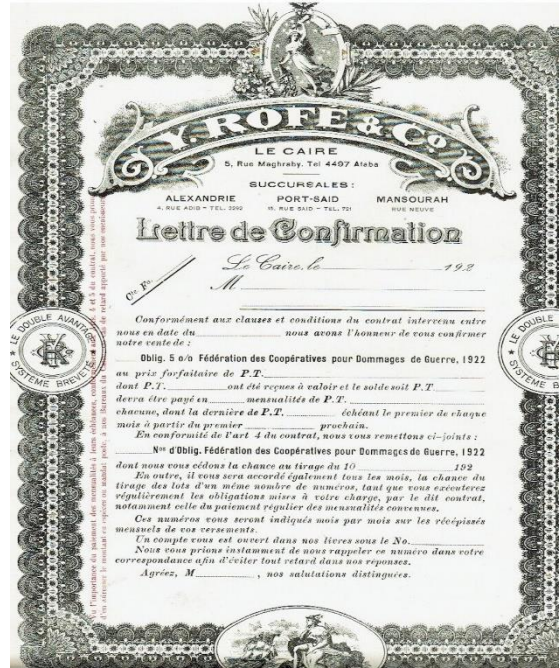 Y. ROFÉ & Co.
LE CAIRE
5, Rue Maghraby. Tel 4497 Ataba
SUCCURSALES:
ALEXANDRIE PORT-SAID MANSOURAH
4, RUE ADIB - TEL. 2992 15, RUE SAID - TEL. 721 RUE NEUVE
Lettre de Confirmation
Le Caire, le 192
Cte. Fo.
M
Conformément aux clauses et conditions du contrat intervenu entre
nous en date du nous avons l'honneur de vous confirmer
notre vente de :
Oblig. 5 o/o Fédération des Coopératives pour Dommages de Guerre, 1922
au prix forfaitaire de P.T.
dont P.T. ont été reçues à valoir et le solde soit P.T
devra être payé en mensualités de P.T.
chacune, dont la dernière de P.T. échéant le premier de chaque
mois à partir du premier prochain.
En conformité de l'art 4 du contrat, nous vous remettons ci-joints :
Nos d'Oblig. Fédération des Coopératives pour Dommages de Guerre, 1922
dont nous vous cédons la chance au tirage du 10 192
En outre, il vous sera accordé également tous les mois, la chance du
tirage des lots d'un même nombre de numéros, tant que vous exécuterez
régulièrement les obligations mises à votre charge, par le dit contrat,
notamment celle du paiement régulier des mensualités convenues.
Ces numéros vous seront indiqués mois par mois sur les récépissés
mensuels de vos versements.
Un compte vous est ouvert dans nos livres sous le No.
Nous vous prions instamment de nous rappeler ce numéro dans votre
correspondance afin d'éviter tout retard dans nos réponses.
Agréez, M , nos salutations distinguées.
LE DOUBLE AVANTAGE
SYSTÈME BREVETÉ
LE DOUBLE
SYSTÈME BREVE